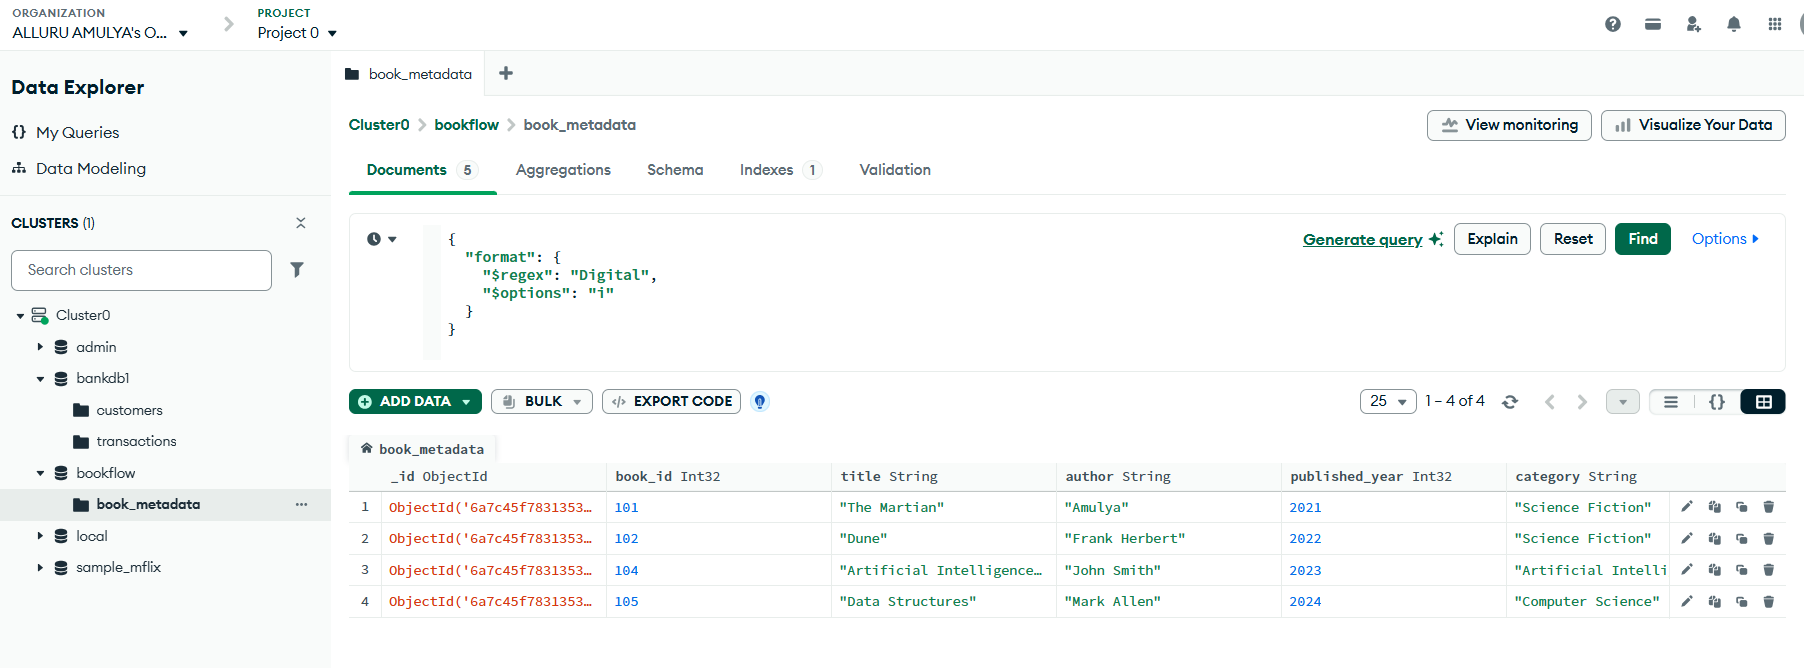 ORGANIZATION
ALLURU AMULYA's O...
PROJECT
Project 0
Data Explorer
My Queries
Data Modeling
CLUSTERS (1)
Search clusters
Cluster0
admin
bankdb1
customers
transactions
bookflow
book_metadata
local
sample_mflix
book_metadata
Cluster0 bookflow book_metadata
View monitoring
Visualize Your Data
Documents 5 Aggregations Schema Indexes 1 Validation
{
"format": {
"$regex": "Digital",
"$options": "i"
}
}
Generate query
Explain
Reset
Find
Options
ADD DATA
BULK
EXPORT CODE
25
1 – 4 of 4
book_metadata
_id ObjectId book_id Int32 title String author String published_year Int32 category String
1 ObjectId('6a7c45f7831353... 101 "The Martian" "Amulya" 2021 "Science Fiction"
2 ObjectId('6a7c45f7831353... 102 "Dune" "Frank Herbert" 2022 "Science Fiction"
3 ObjectId('6a7c45f7831353... 104 "Artificial Intelligence... "John Smith" 2023 "Artificial Intelli
4 ObjectId('6a7c45f7831353... 105 "Data Structures" "Mark Allen" 2024 "Computer Science"